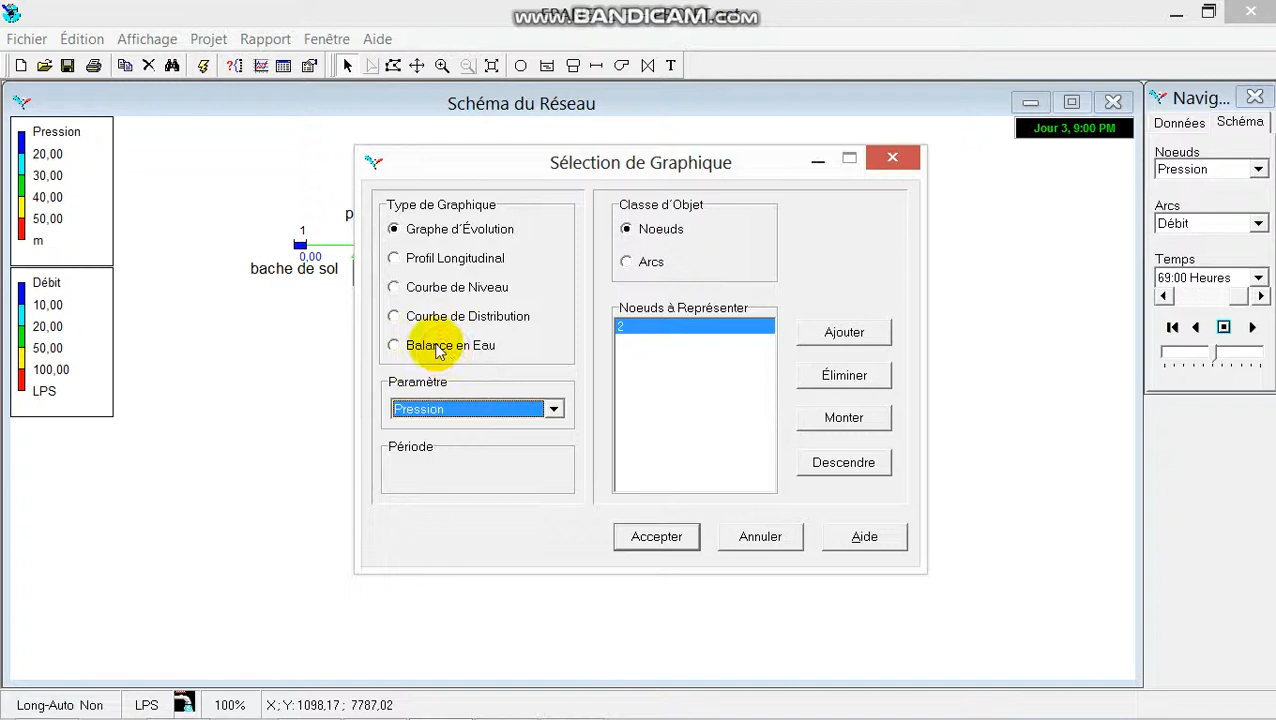 www.BANDICAM.com
Fichier Édition Affichage Projet Rapport Fenêtre Aide
T
Schéma du Réseau
Navig...
Jour 3, 9:00 PM
Données Schéma
Noeuds
Pression
Arcs
Débit
Temps
69:00 Heures
Pression
20,00
30,00
40,00
50,00
m
Débit
10,00
20,00
50,00
100,00
LPS
1
0,00
bache de sol
p
Sélection de Graphique
Type de Graphique
Graphe d´Évolution
Profil Longitudinal
Courbe de Niveau
Courbe de Distribution
Balance en Eau
Paramètre
Pression
Période
Classe d´Objet
Noeuds
Arcs
Noeuds à Représenter
2
Ajouter
Éliminer
Monter
Descendre
Accepter Annuler Aide
Long-Auto Non LPS 100% X, Y: 1098,17 ; 7787,02